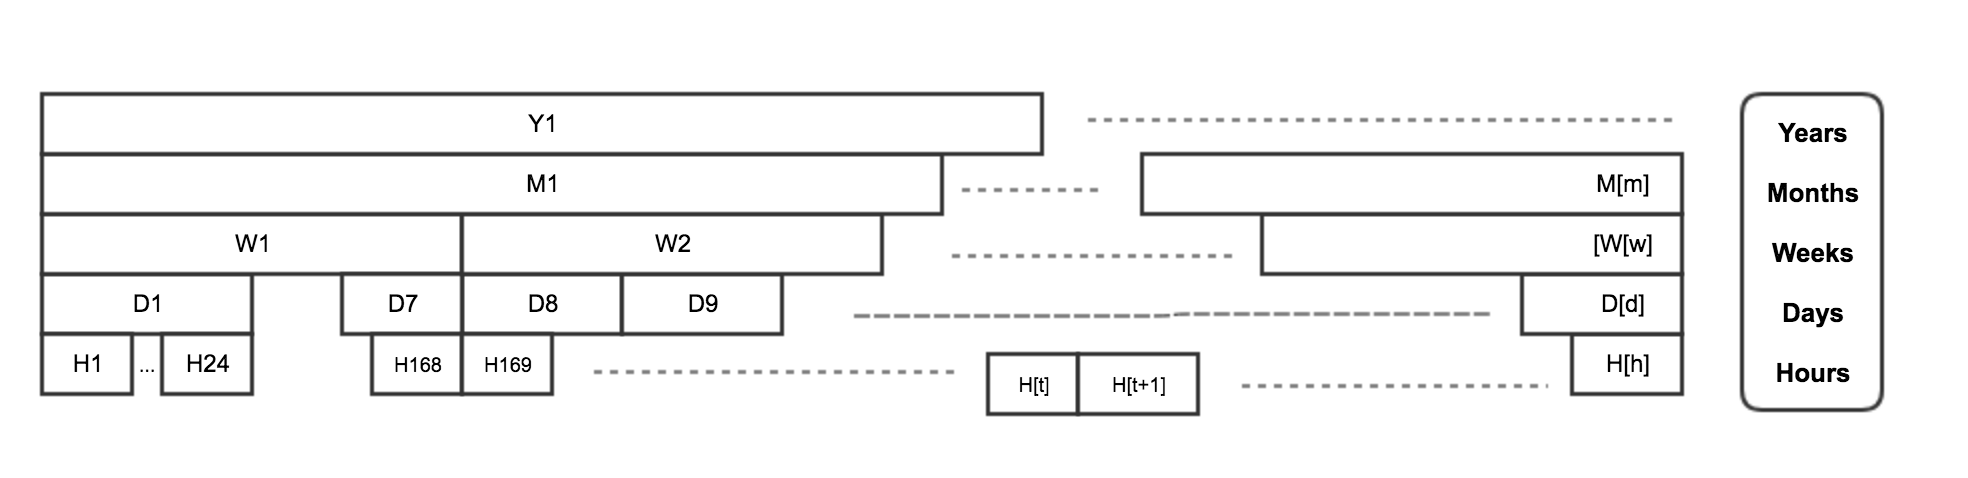 Y1
M1
M[m]
W1
W2
[W[w]
D1
D7
D8
D9
D[d]
H1
...
H24
H168
H169
H[t]
H[t+1]
H[h]
Years
Months
Weeks
Days
Hours